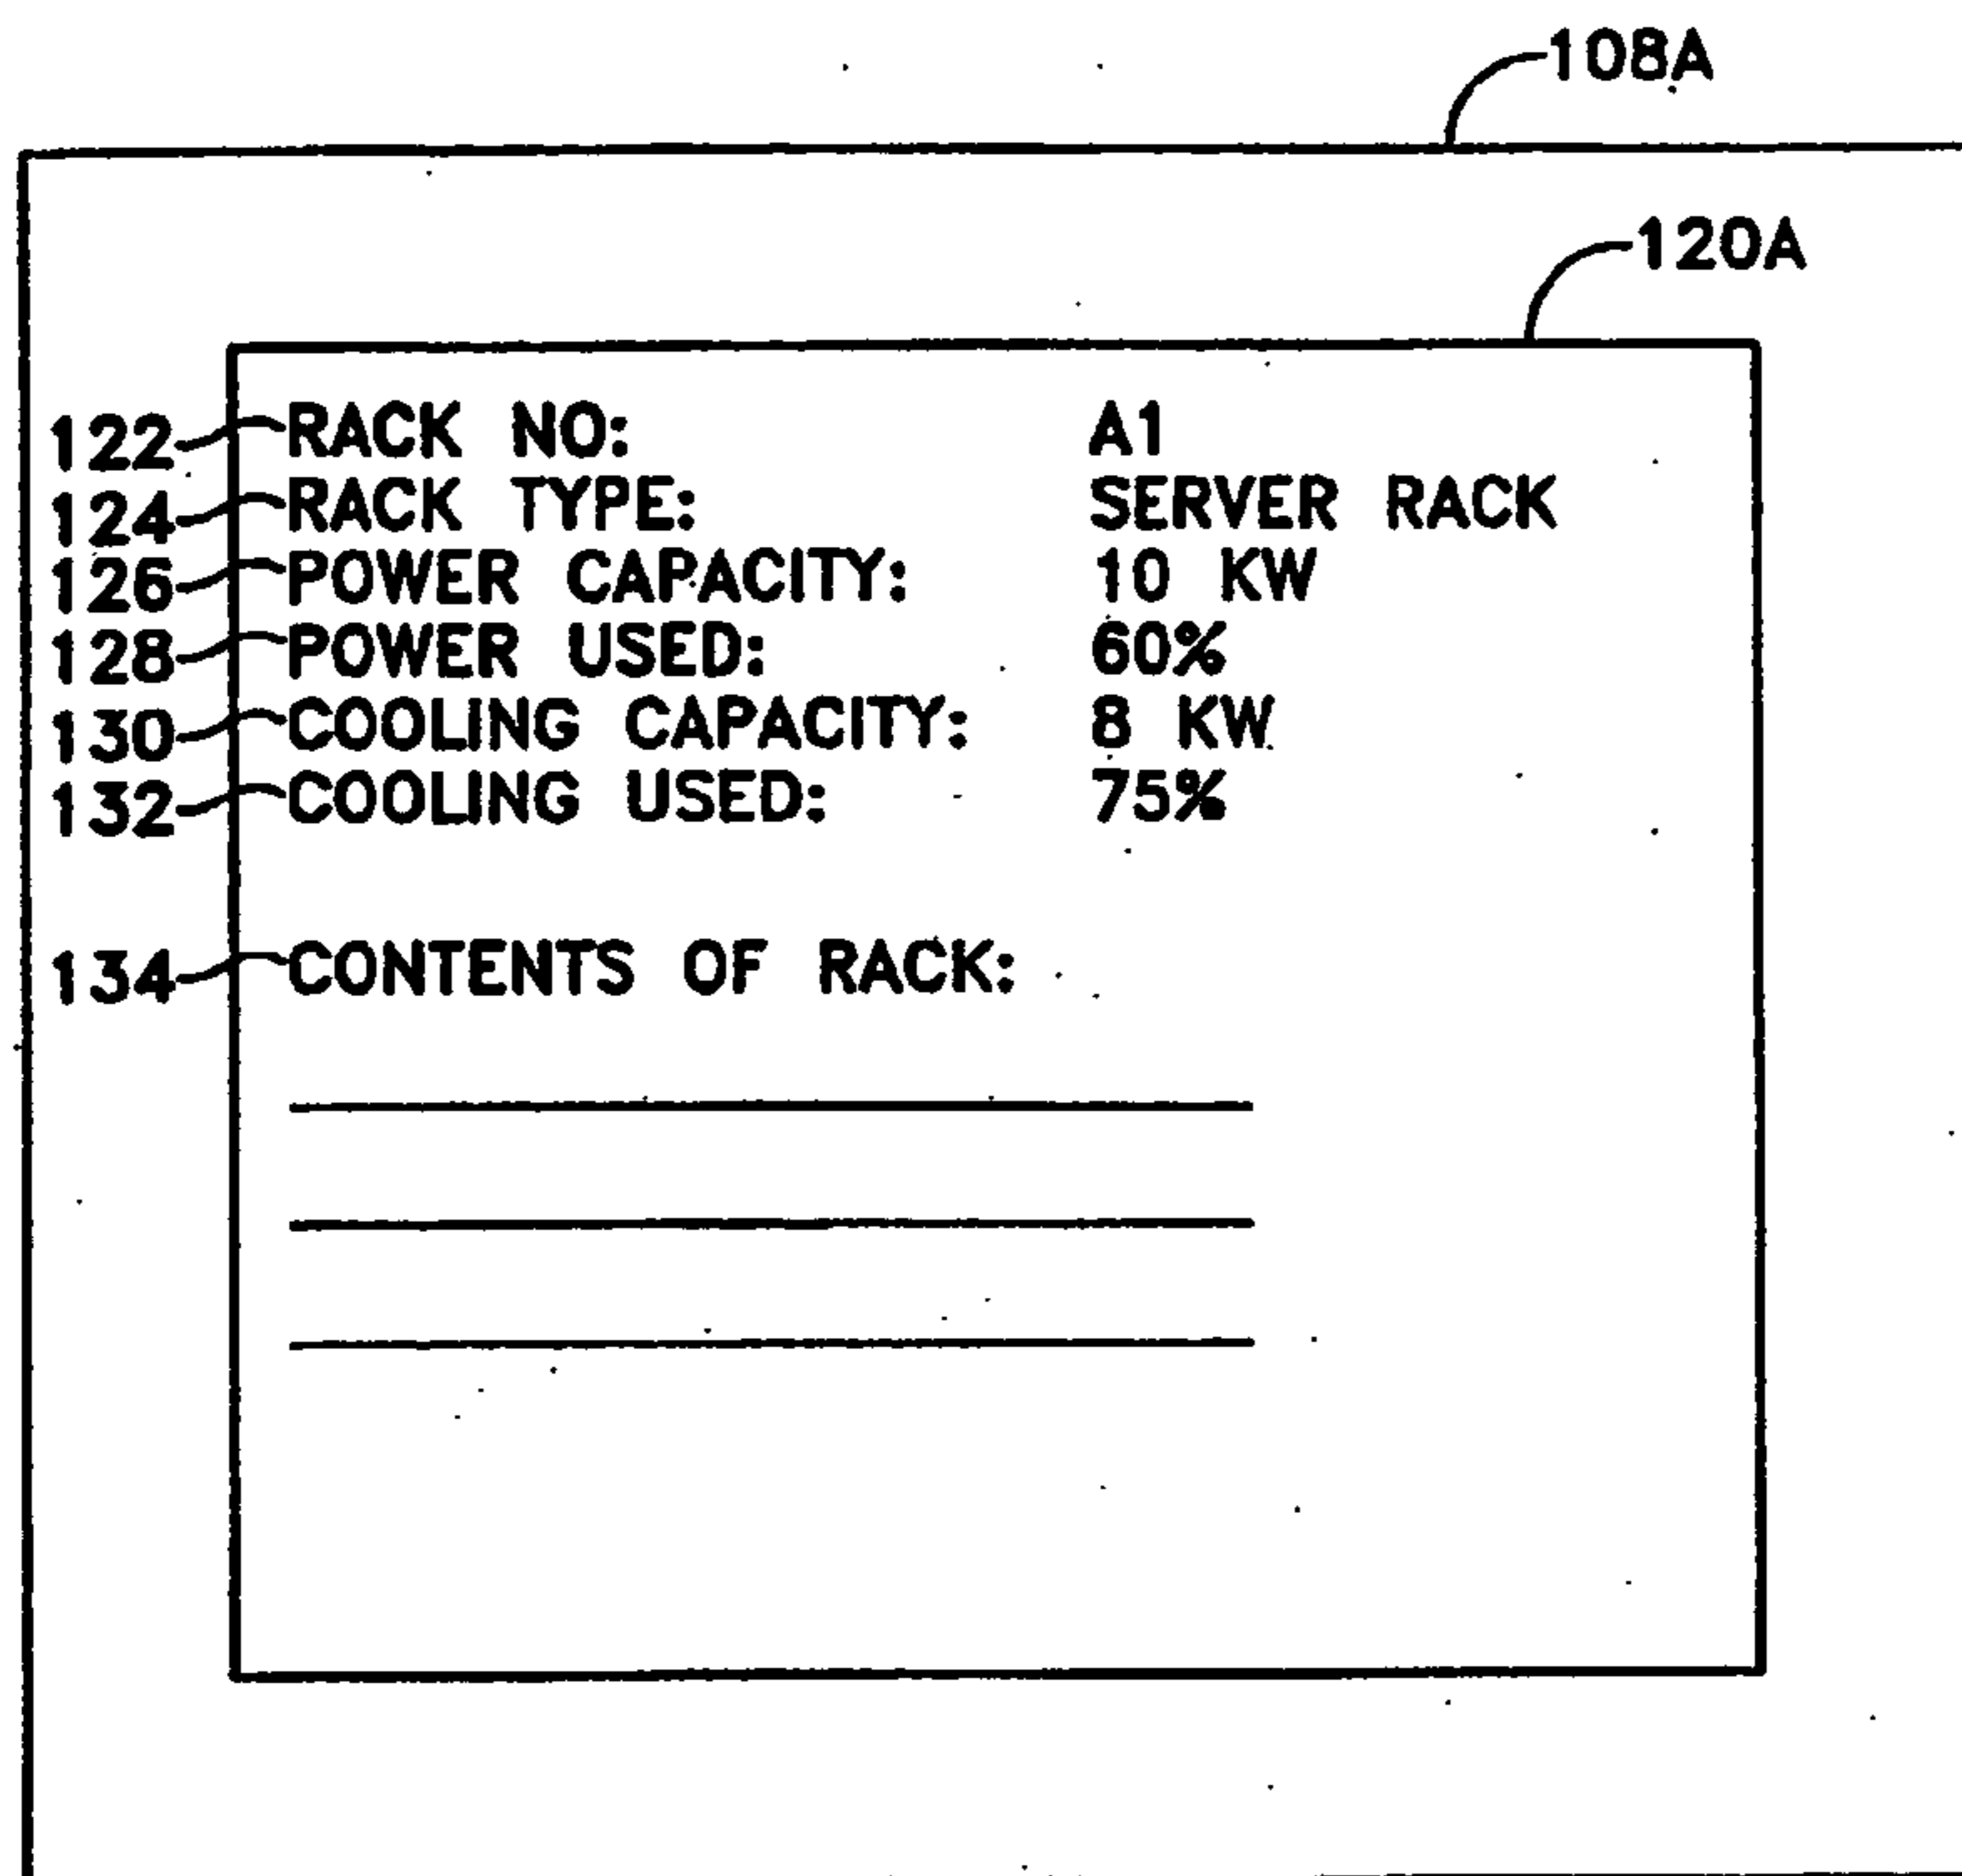 108A
120A
122 RACK NO: A1
124 RACK TYPE: SERVER RACK
126 POWER CAPACITY: 10 KW
128 POWER USED: 60%
130 COOLING CAPACITY: 8 KW
132 COOLING USED: 75%
134 CONTENTS OF RACK: